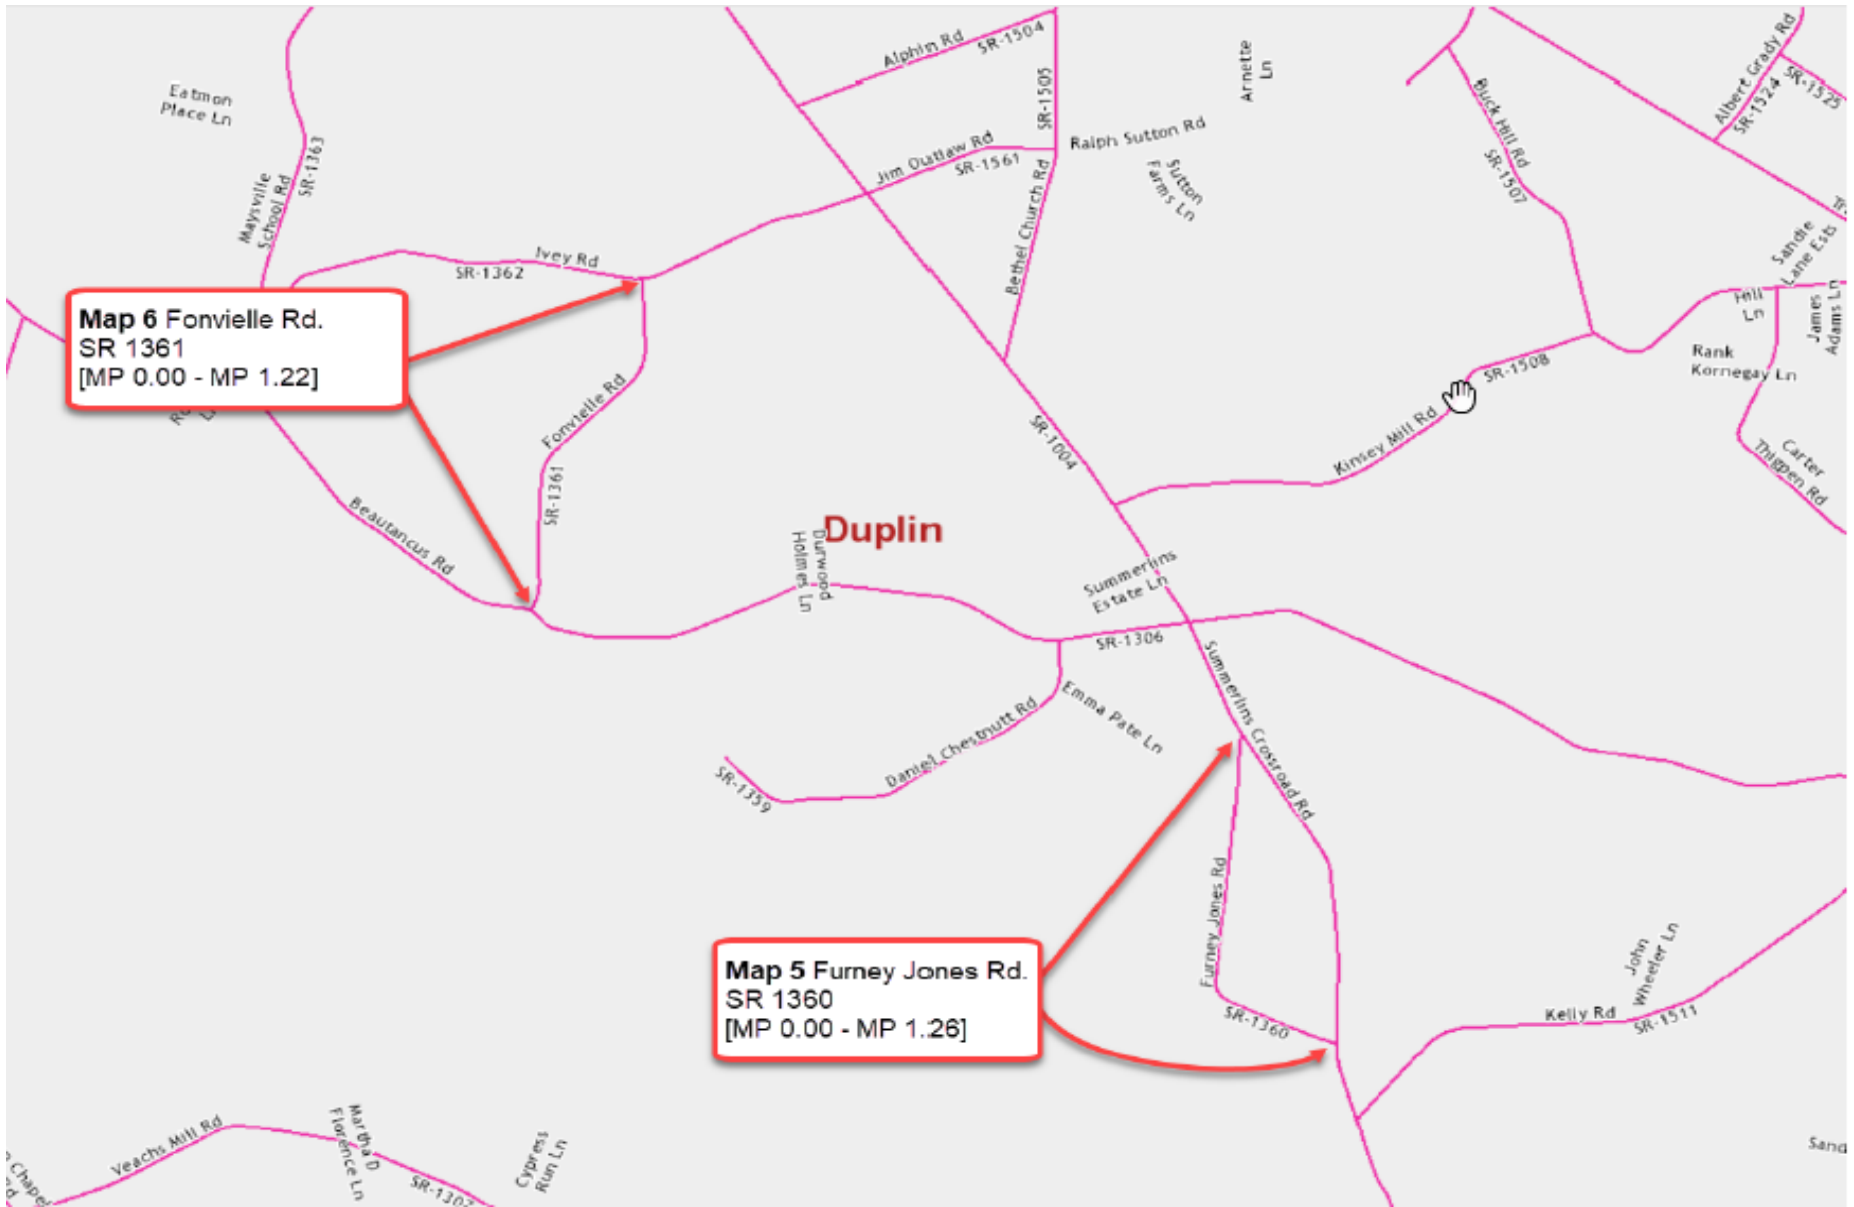 Alphin Rd
SR-1504
Albert Grady Rd
SR-1524
SR-1525
Arnette
Ln
Eatmon
Place Ln
SR-1505
Buck Hill Rd
SR-1507
Ralph Sutton Rd
Jim Outlaw Rd
SR-1561
Sutton
Farms Ln
SR-1363
Maysville
School Rd
Bethel Church Rd
Sandie
Lane Ests
Ivey Rd
SR-1362
Hill
Ln
James
Adams Ln
Map 6 Fonvielle Rd.
SR 1361
[MP 0.00 - MP 1.22]
Rank
Kornegay Ln
SR-1508
Kinsey Mill Rd
Fonvielle Rd
SR-1361
SR-1004
Carter
Thigpen Rd
Beautancus Rd
Duplin
Durwood
Holmes Ln
Summerlins
Estate Ln
SR-1306
Summerlins Crossroad Rd
Emma Pate Ln
Daniel Chestnutt Rd
SR-1359
Furney Jones Rd
SR-1360
Map 5 Furney Jones Rd.
SR 1360
[MP 0.00 - MP 1.26]
John
Wheeler Ln
Kelly Rd
SR-1511
Veachs Mill Rd
Martha D
Florence Ln
Cypress
Run Ln
SR-1307
Sand